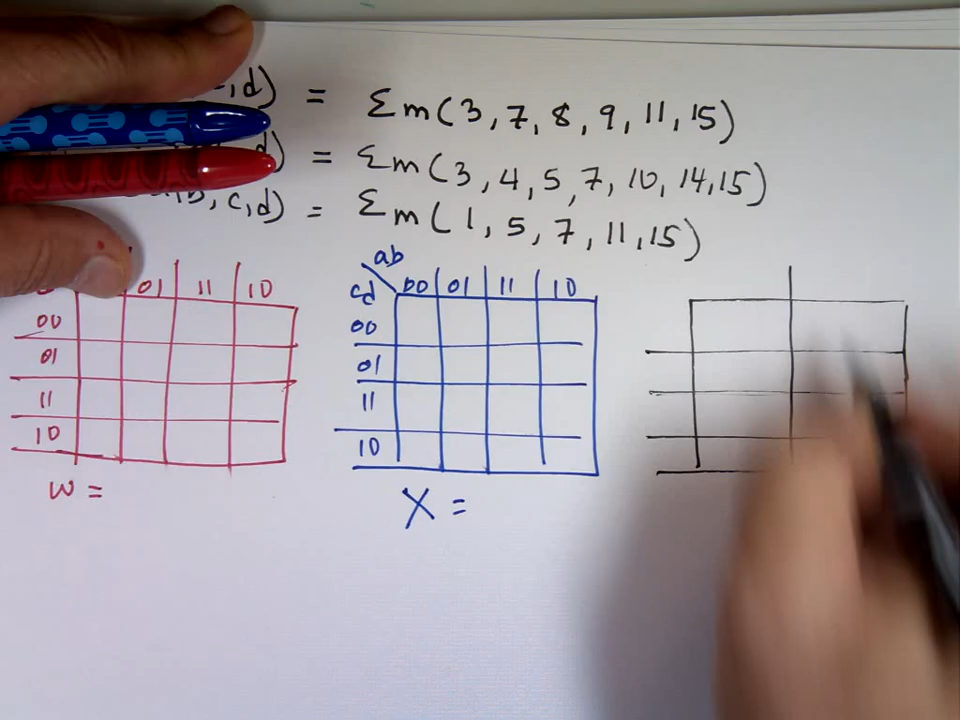 ,d) = Σm(3, 7, 8, 9, 11, 15)
d) = Σm(3, 4, 5, 7, 10, 14, 15)
b, c, d) = Σm(1, 5, 7, 11, 15)
01 11 10
00
01
11
10
w =
ab
cd 00 01 11 10
00
01
11
10
X =